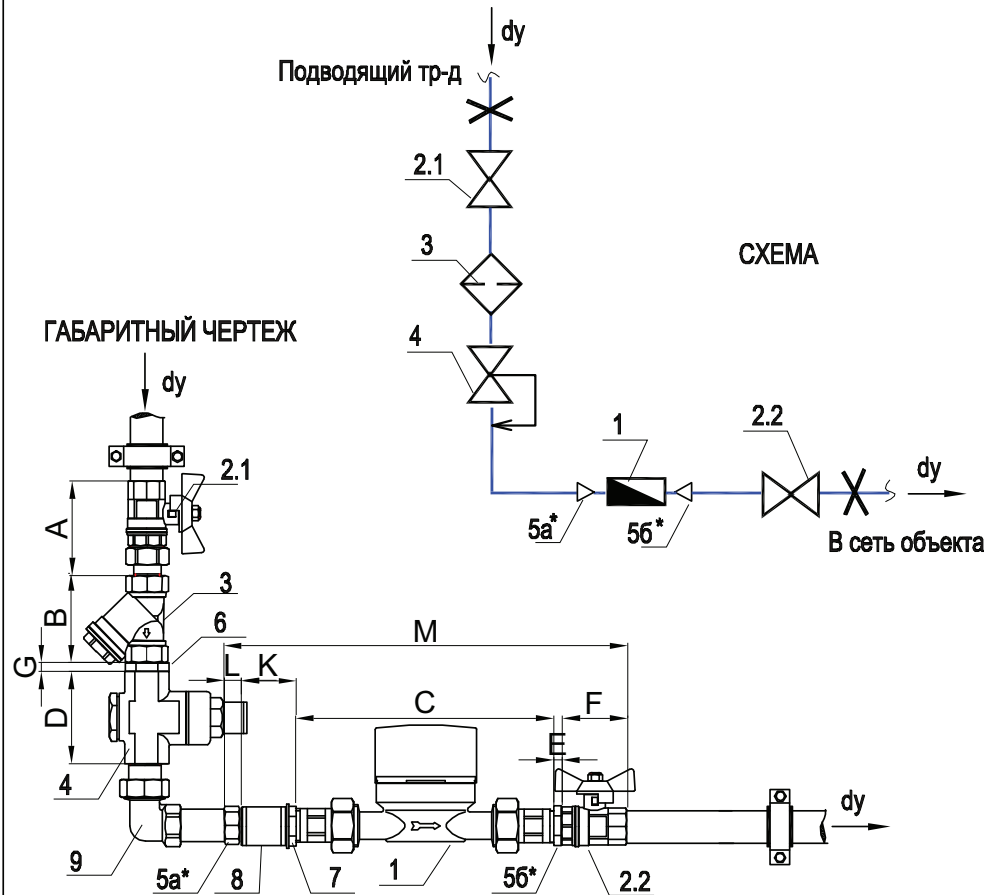 dy
Подводящий тр-д
2.1
3
СХЕМА
4
1
2.2
dy
5а*
5б*
В сеть объекта
ГАБАРИТНЫЙ ЧЕРТЕЖ
dy
2.1
A
B
3
G
6
M
L
K
D
C
F
E
4
dy
9
5а*
8
7
1
5б*
2.2